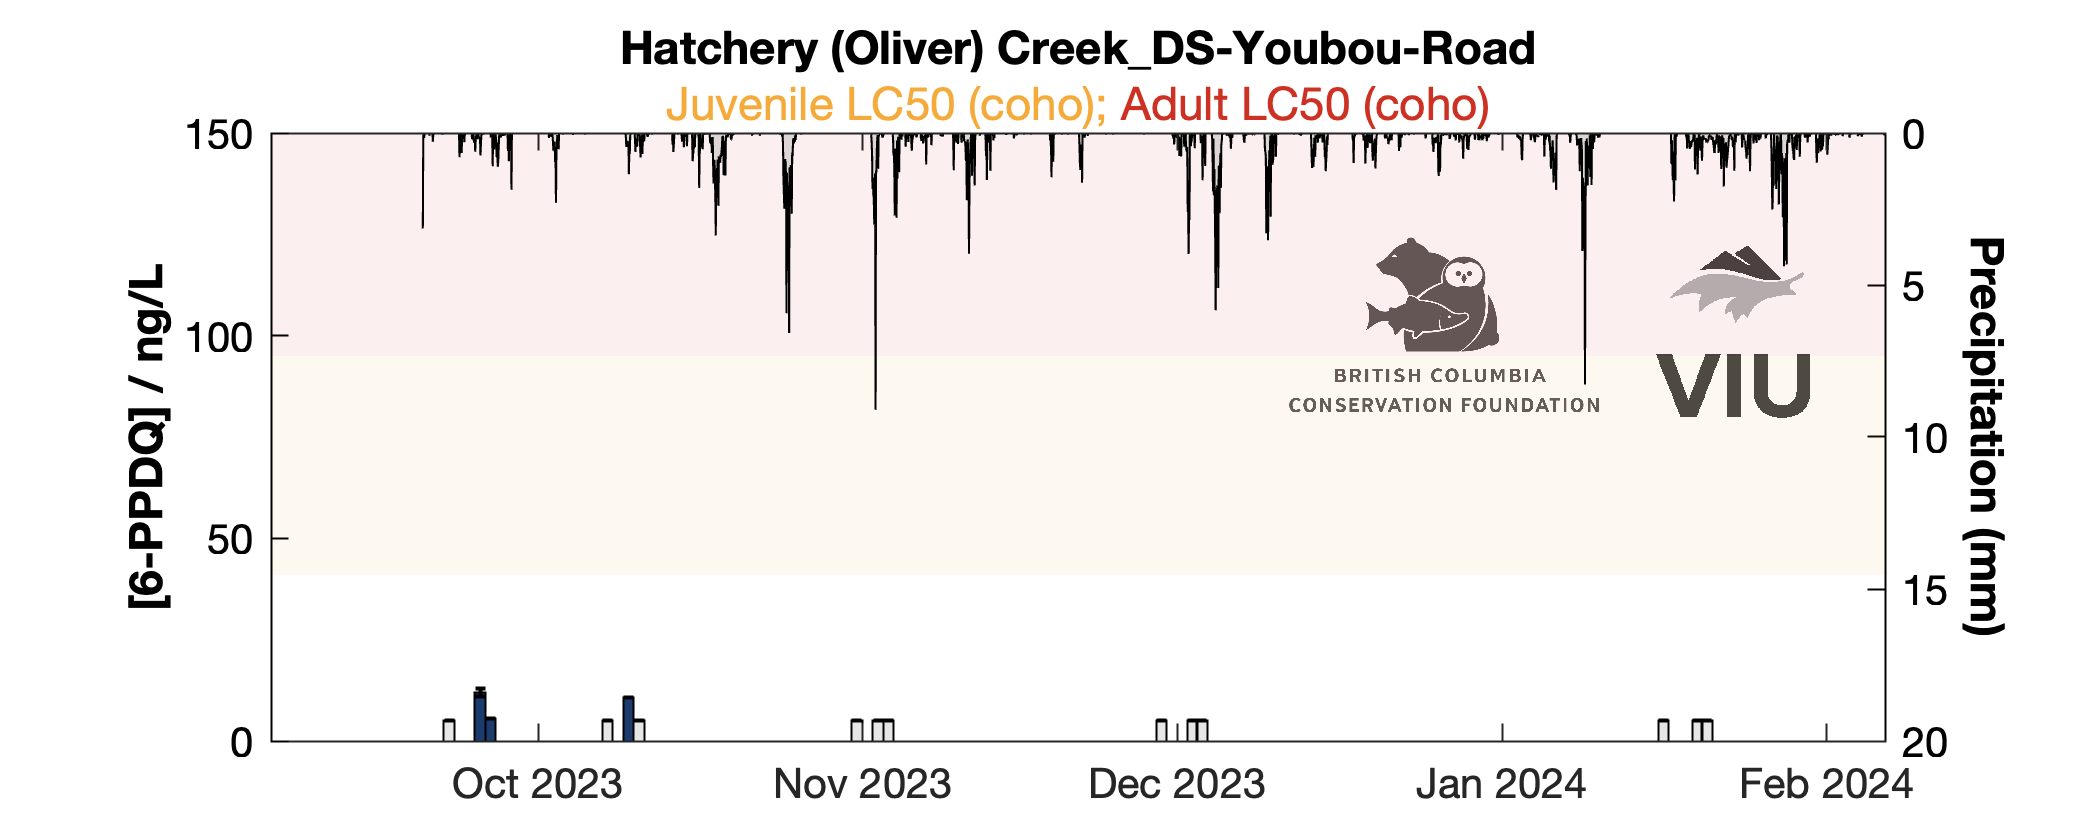 Hatchery (Oliver) Creek_DS-Youbou-Road
Juvenile LC50 (coho); Adult LC50 (coho)
150
100
50
0
[6-PPDQ] / ng/L
0
5
10
15
20
Precipitation (mm)
BRITISH COLUMBIA
CONSERVATION FOUNDATION
VIU
Oct 2023
Nov 2023
Dec 2023
Jan 2024
Feb 2024